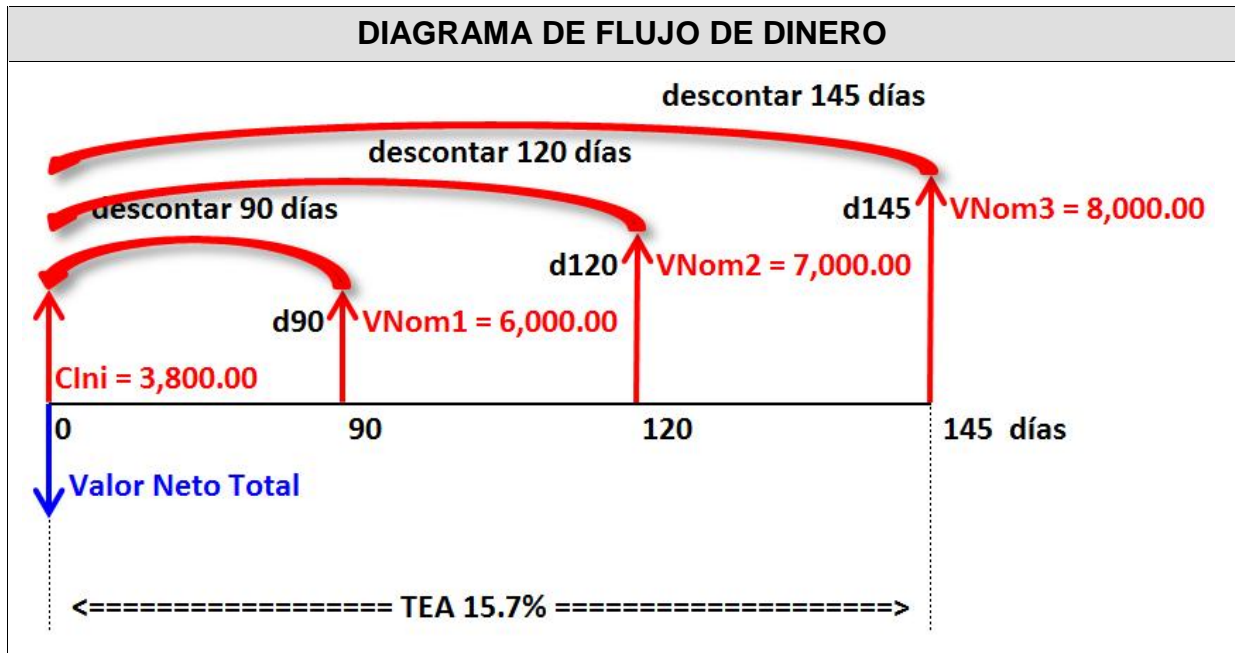 DIAGRAMA DE FLUJO DE DINERO
descontar 145 días
descontar 120 días
descontar 90 días
d145 VNom3 = 8,000.00
d120 VNom2 = 7,000.00
d90 VNom1 = 6,000.00
CIni = 3,800.00
0 90 120 145 días
Valor Neto Total
<================== TEA 15.7% ====================>